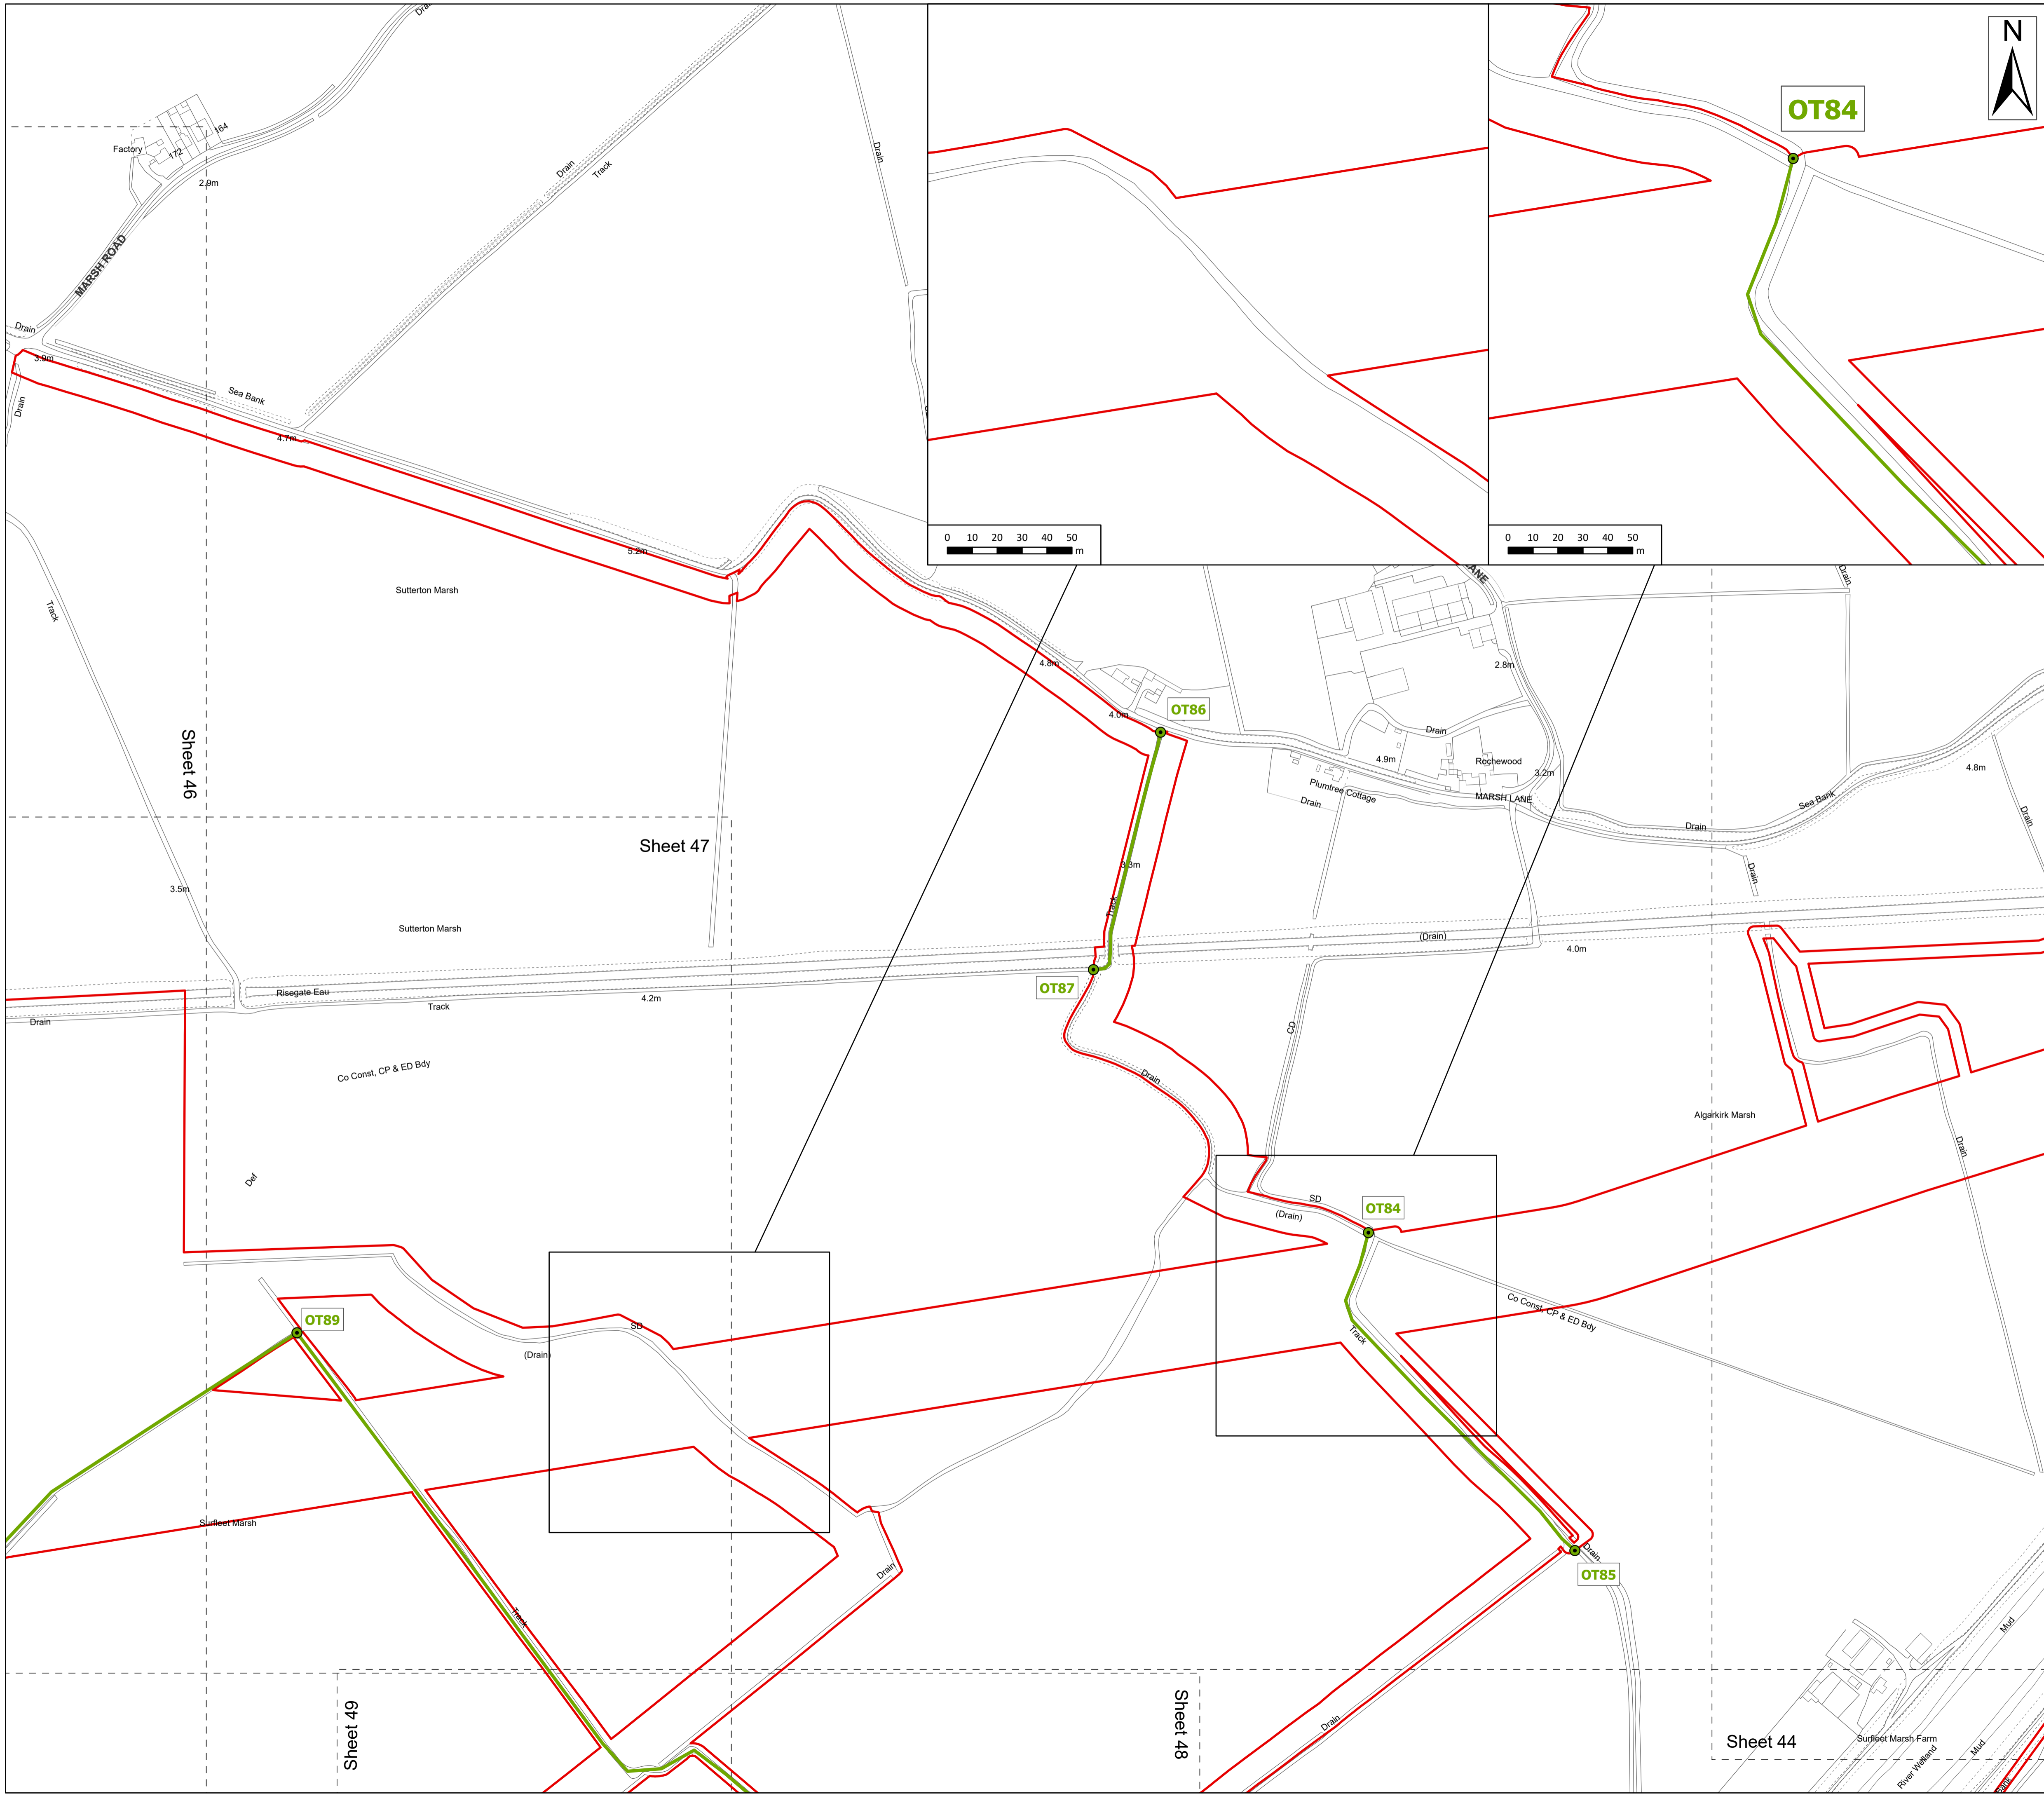 Drain
N
OT84
164
172
Factory
2.9m
Drain
Track
Drain
MARSH ROAD
Drain
3.9m
Drain
Sea Bank
4.7m
5.2m
0 10 20 30 40 50 m
0 10 20 30 40 50 m
Sutterton Marsh
Track
Drain
4.8m
2.8m
4.0m
OT86
Drain
4.9m
Rochewood
3.2m
Plumtree Cottage
Drain
MARSH LANE
4.8m
Sea Bank
Drain
Drain
Sheet 46
Sheet 47
3.3m
Drain
3.5m
Track
Sutterton Marsh
(Drain)
4.0m
OT87
Risegate Eau
4.2m
Track
Drain
CD
Co Const, CP & ED Bdy
Drain
Algarkirk Marsh
Drain
Def
SD
(Drain)
OT84
OT89
SD
(Drain)
Track
Co Const, CP & ED Bdy
Surfleet Marsh
Drain
Drain
OT85
Track
Mud
Sheet 49
Sheet 48
Drain
Sheet 44
Surfleet Marsh Farm
Mud
River Welland